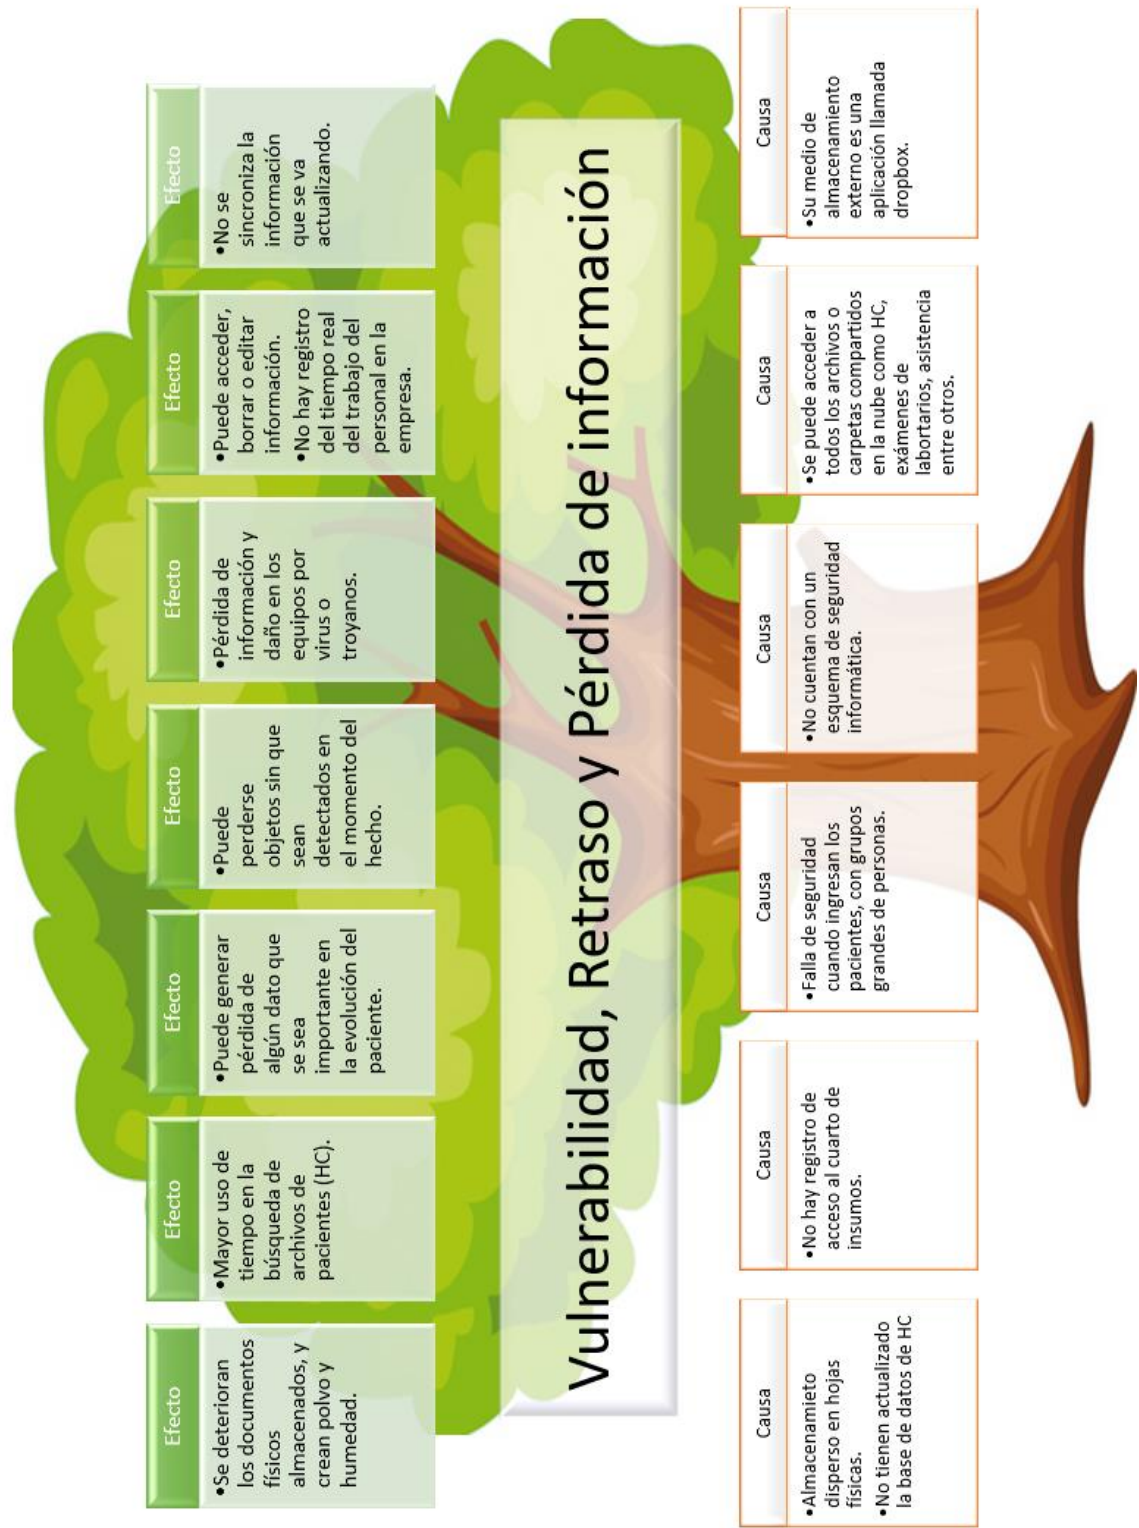 Efecto
•Se deterioran
los documentos
físicos
almacenados, y
crean polvo y
humedad.
Efecto
•Mayor uso de
tiempo en la
búsqueda de
archivos de
pacientes (HC).
Efecto
•Puede generar
pérdida de
algún dato que
se sea
importante en
la evolución del
paciente.
Efecto
•Puede
perderse
objetos sin que
sean
detectados en
el momento del
hecho.
Efecto
•Pérdida de
información y
daño en los
equipos por
virus o
troyanos.
Efecto
•Puede acceder,
borrar o editar
información.
•No hay registro
del tiempo real
del trabajo del
personal en la
empresa.
Efecto
•No se
sincroniza la
información
que se va
actualizando.
Vulnerabilidad, Retraso y Pérdida de información
Causa
•Almacenamieto
disperso en hojas
físicas.
•No tienen actualizado
la base de datos de HC
Causa
•No hay registro de
acceso al cuarto de
insumos.
Causa
•Falla de seguridad
cuando ingresan los
pacientes, con grupos
grandes de personas.
Causa
•No cuentan con un
esquema de seguridad
informática.
Causa
•Se puede acceder a
todos los archivos o
carpetas compartidos
en la nube como HC,
exámenes de
labortarios, asistencia
entre otros.
Causa
•Su medio de
almacenamiento
externo es una
aplicación llamada
dropbox.